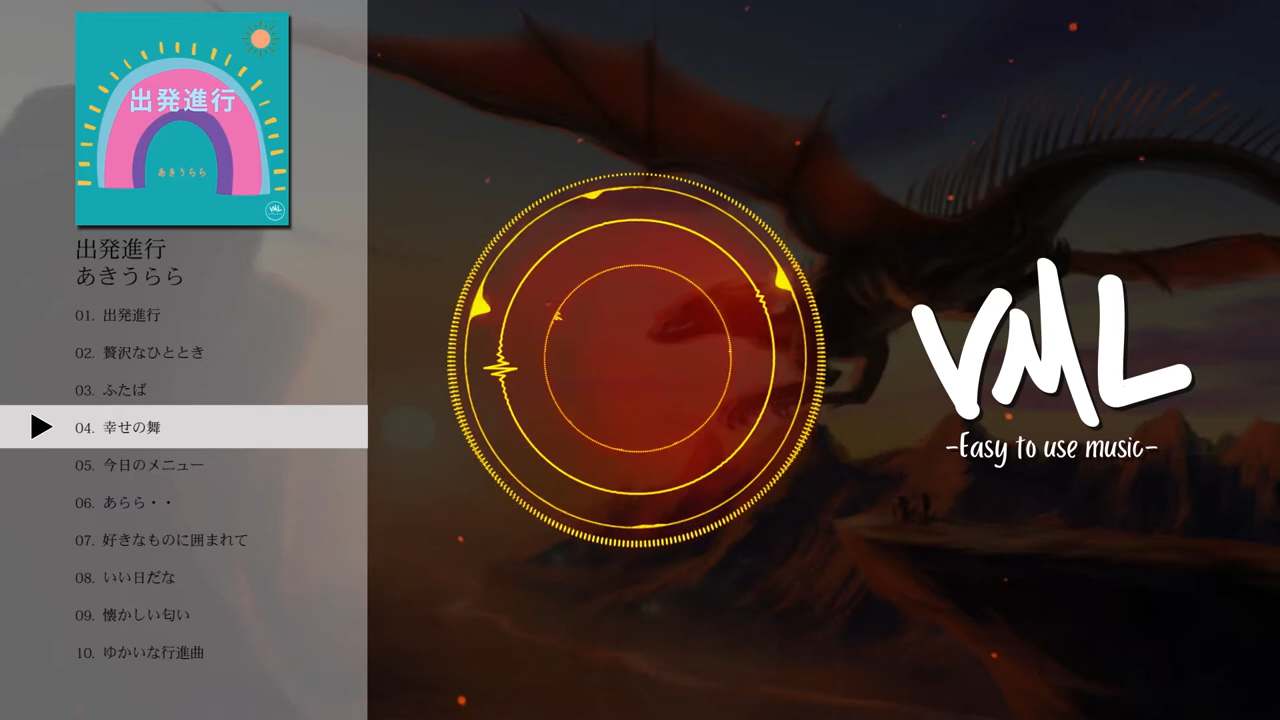 出発進行
あきうらら
VML
出発進行
あきうらら
01. 出発進行
02. 贅沢なひととき
03. ふたば
04. 幸せの舞
05. 今日のメニュー
06. あらら・・
07. 好きなものに囲まれて
08. いい日だな
09. 懐かしい匂い
10. ゆかいな行進曲
VML
-Easy to use music-